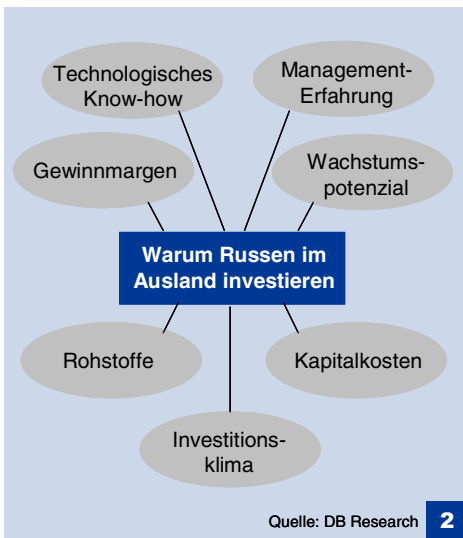 Technologisches
Know-how
Management-
Erfahrung
Gewinnmargen
Wachstums-
potenzial
Warum Russen im
Ausland investieren
Rohstoffe
Kapitalkosten
Investitions-
klima
Quelle: DB Research 2